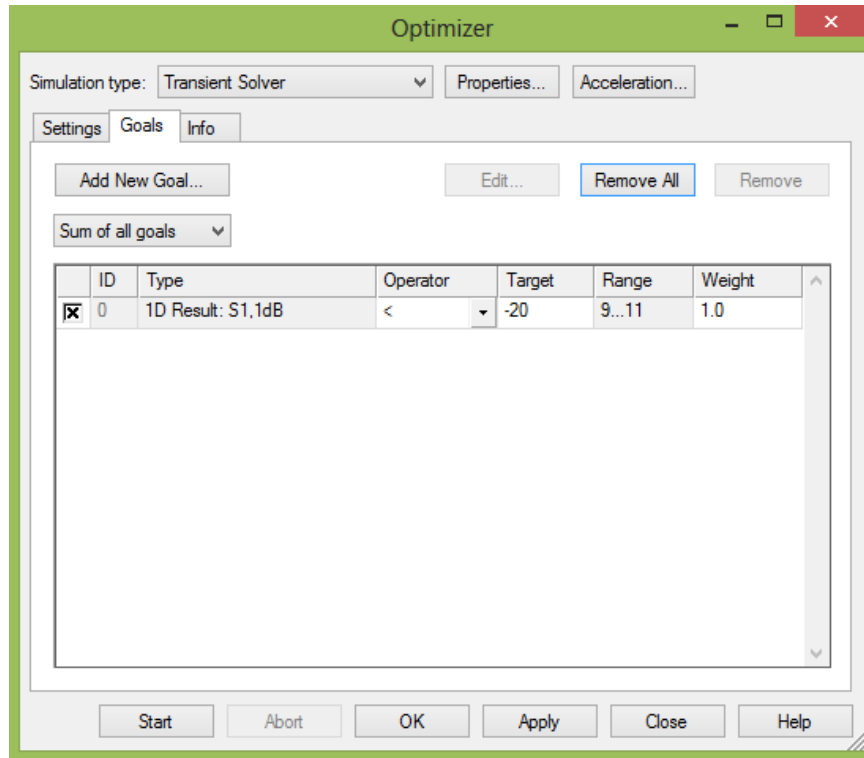 Optimizer
Simulation type: Transient Solver Properties... Acceleration...
Settings Goals Info
Add New Goal... Edit... Remove All Remove
Sum of all goals
ID Type Operator Target Range Weight
0 1D Result: S1,1dB < -20 9...11 1.0
Start Abort OK Apply Close Help